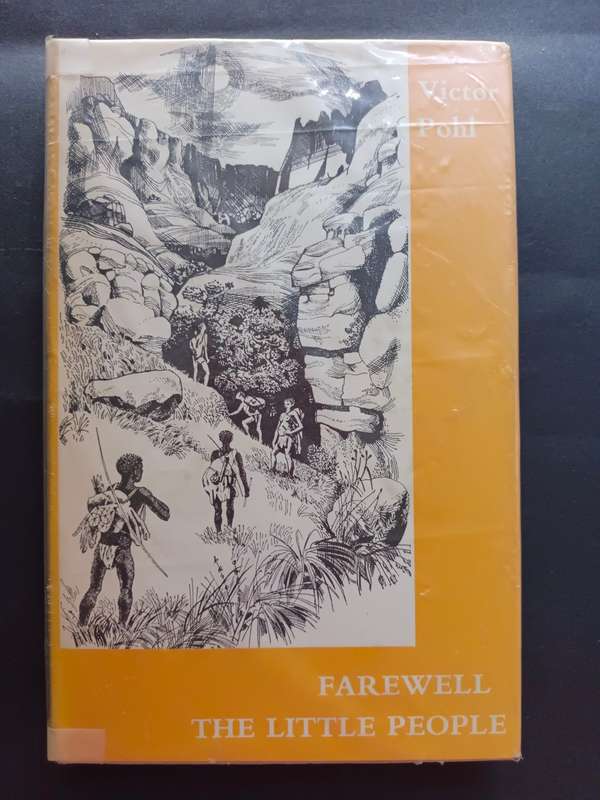 Victor
Pohl
FAREWELL
THE LITTLE PEOPLE